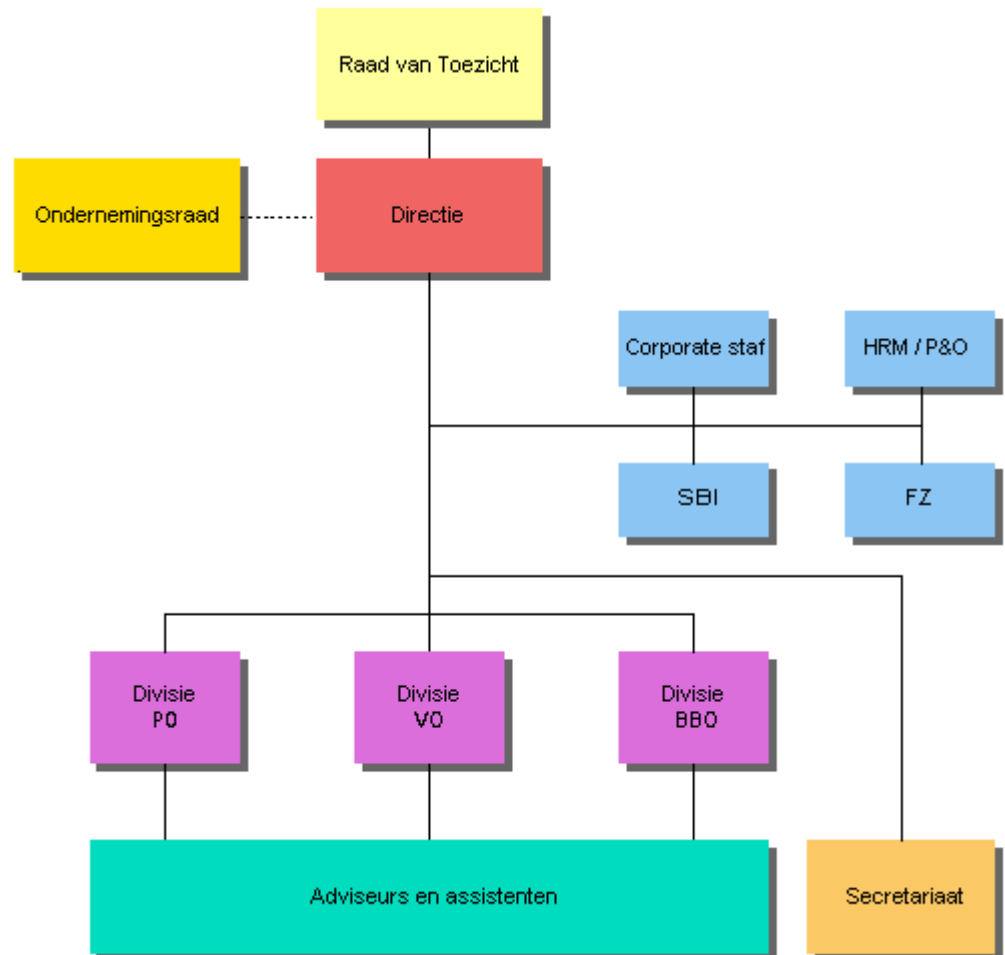 Raad van Toezicht
Ondernemingsraad
Directie
Corporate staf
HRM / P&O
SBI
FZ
Divisie
PO
Divisie
VO
Divisie
BBO
Adviseurs en assistenten
Secretariaat